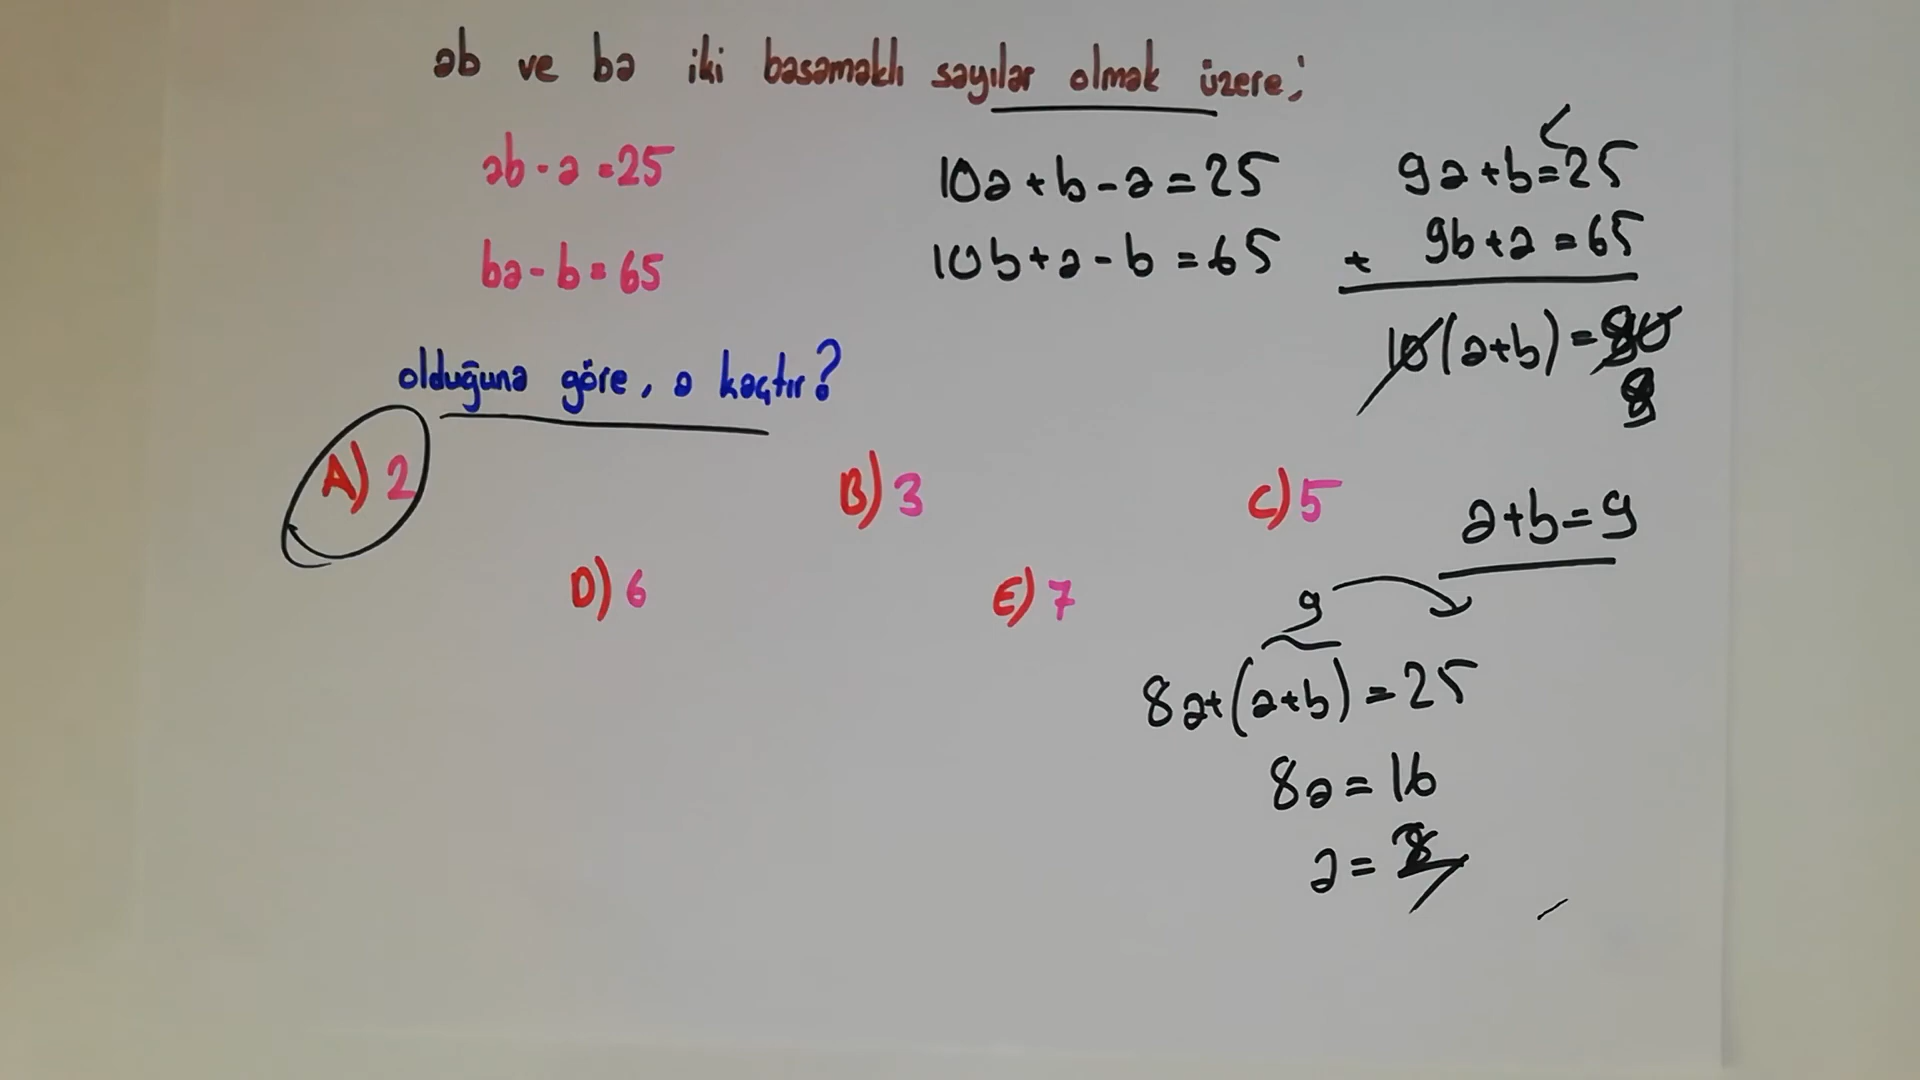 ab ve ba iki basamaklı sayılar olmak üzere;
ab - a = 25
ba - b = 65
olduğuna göre, a kaçtır?
A) 2
B) 3
C) 5
D) 6
E) 7
10a + b - a = 25
10b + a - b = 65
9a + b = 25
+ 9b + a = 65
10(a+b) = 90
9
a+b=9
9
8a+(a+b) = 25
8a = 16
a =